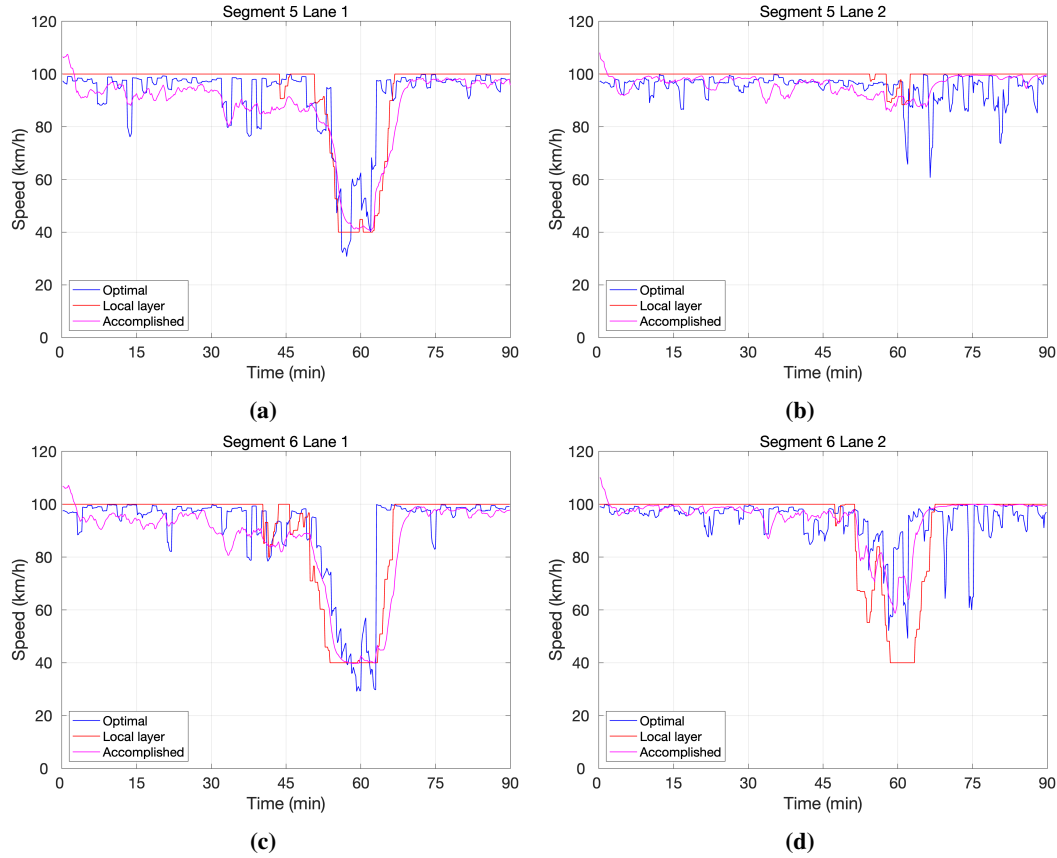 Segment 5 Lane 1
120
100
80
60
40
20
0
Speed (km/h)
Optimal
Local layer
Accomplished
0 15 30 45 60 75 90
Time (min)
(a)
Segment 5 Lane 2
120
100
80
60
40
20
0
Speed (km/h)
Optimal
Local layer
Accomplished
0 15 30 45 60 75 90
Time (min)
(b)
Segment 6 Lane 1
120
100
80
60
40
20
0
Speed (km/h)
Optimal
Local layer
Accomplished
0 15 30 45 60 75 90
Time (min)
(c)
Segment 6 Lane 2
120
100
80
60
40
20
0
Speed (km/h)
Optimal
Local layer
Accomplished
0 15 30 45 60 75 90
Time (min)
(d)